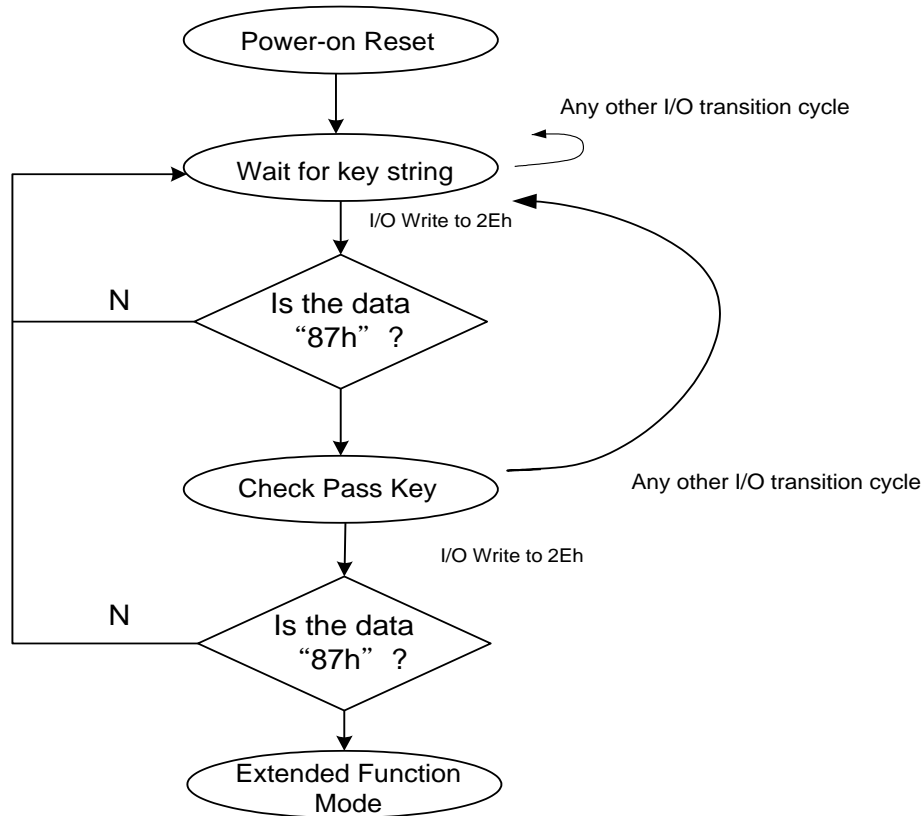 Power-on Reset
Any other I/O transition cycle
Wait for key string
I/O Write to 2Eh
N
Is the data
“87h” ?
Check Pass Key
Any other I/O transition cycle
I/O Write to 2Eh
N
Is the data
“87h” ?
Extended Function
Mode